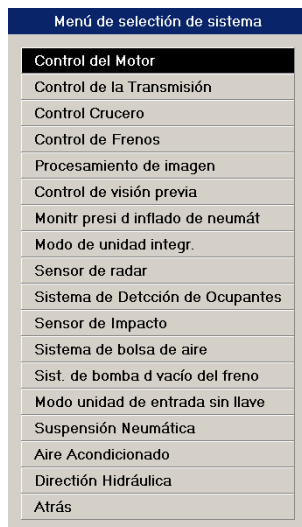 Menú de selectión de sistema
Control del Motor
Control de la Transmisión
Control Crucero
Control de Frenos
Procesamiento de imagen
Control de visión previa
Monitr presi d inflado de neumát
Modo de unidad integr.
Sensor de radar
Sistema de Detcción de Ocupantes
Sensor de Impacto
Sistema de bolsa de aire
Sist. de bomba d vacío del freno
Modo unidad de entrada sin llave
Suspensión Neumática
Aire Acondicionado
Directión Hidráulica
Atrás